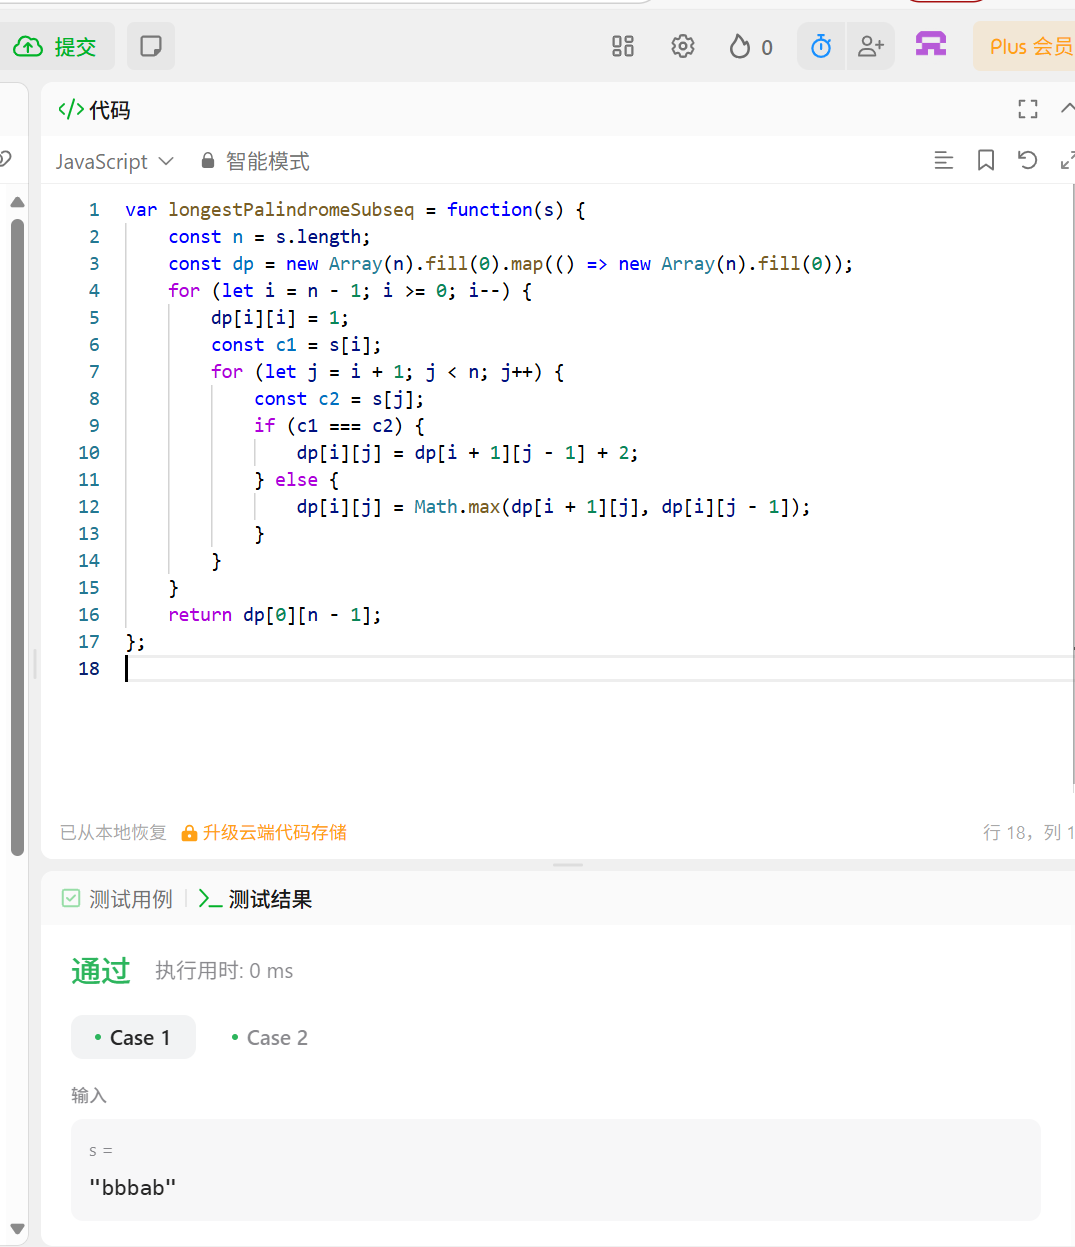 提交
0
Plus 会员
代码
JavaScript
智能模式
1 var longestPalindromeSubseq = function(s) {
2 const n = s.length;
3 const dp = new Array(n).fill(0).map(() => new Array(n).fill(0));
4 for (let i = n - 1; i >= 0; i--) {
5 dp[i][i] = 1;
6 const c1 = s[i];
7 for (let j = i + 1; j < n; j++) {
8 const c2 = s[j];
9 if (c1 === c2) {
10 dp[i][j] = dp[i + 1][j - 1] + 2;
11 } else {
12 dp[i][j] = Math.max(dp[i + 1][j], dp[i][j - 1]);
13 }
14 }
15 }
16 return dp[0][n - 1];
17 };
18
已从本地恢复 升级云端代码存储 行 18，列 1
测试用例 测试结果
通过 执行用时: 0 ms
Case 1 Case 2
输入
s =
"bbbab"